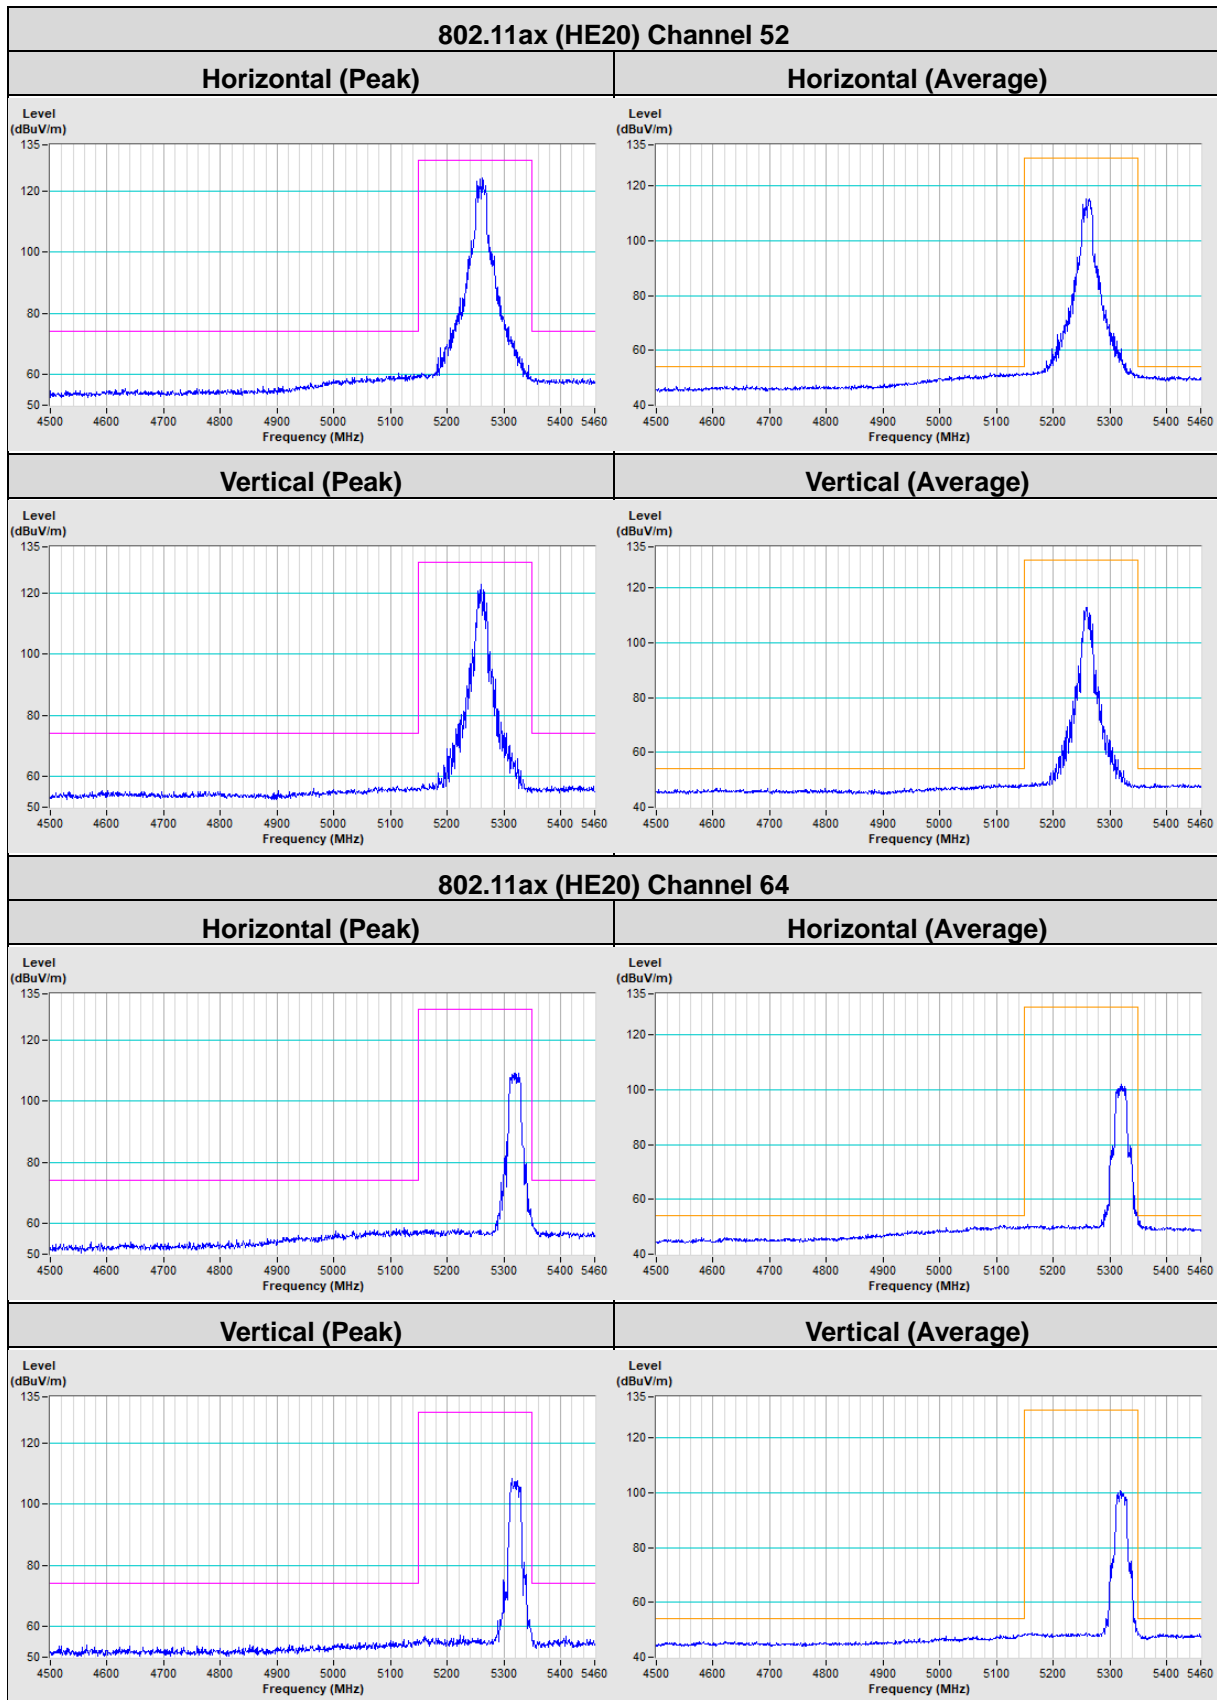 802.11ax (HE20) Channel 52
Horizontal (Peak)
Horizontal (Average)
Level
(dBuV/m)
135
120
100
80
60
50
4500 4600 4700 4800 4900 5000 5100 5200 5300 5400 5460
Frequency (MHz)
Level
(dBuV/m)
135
120
100
80
60
40
4500 4600 4700 4800 4900 5000 5100 5200 5300 5400 5460
Frequency (MHz)
Vertical (Peak)
Vertical (Average)
Level
(dBuV/m)
135
120
100
80
60
50
4500 4600 4700 4800 4900 5000 5100 5200 5300 5400 5460
Frequency (MHz)
Level
(dBuV/m)
135
120
100
80
60
40
4500 4600 4700 4800 4900 5000 5100 5200 5300 5400 5460
Frequency (MHz)
802.11ax (HE20) Channel 64
Horizontal (Peak)
Horizontal (Average)
Level
(dBuV/m)
135
120
100
80
60
50
4500 4600 4700 4800 4900 5000 5100 5200 5300 5400 5460
Frequency (MHz)
Level
(dBuV/m)
135
120
100
80
60
40
4500 4600 4700 4800 4900 5000 5100 5200 5300 5400 5460
Frequency (MHz)
Vertical (Peak)
Vertical (Average)
Level
(dBuV/m)
135
120
100
80
60
50
4500 4600 4700 4800 4900 5000 5100 5200 5300 5400 5460
Frequency (MHz)
Level
(dBuV/m)
135
120
100
80
60
40
4500 4600 4700 4800 4900 5000 5100 5200 5300 5400 5460
Frequency (MHz)